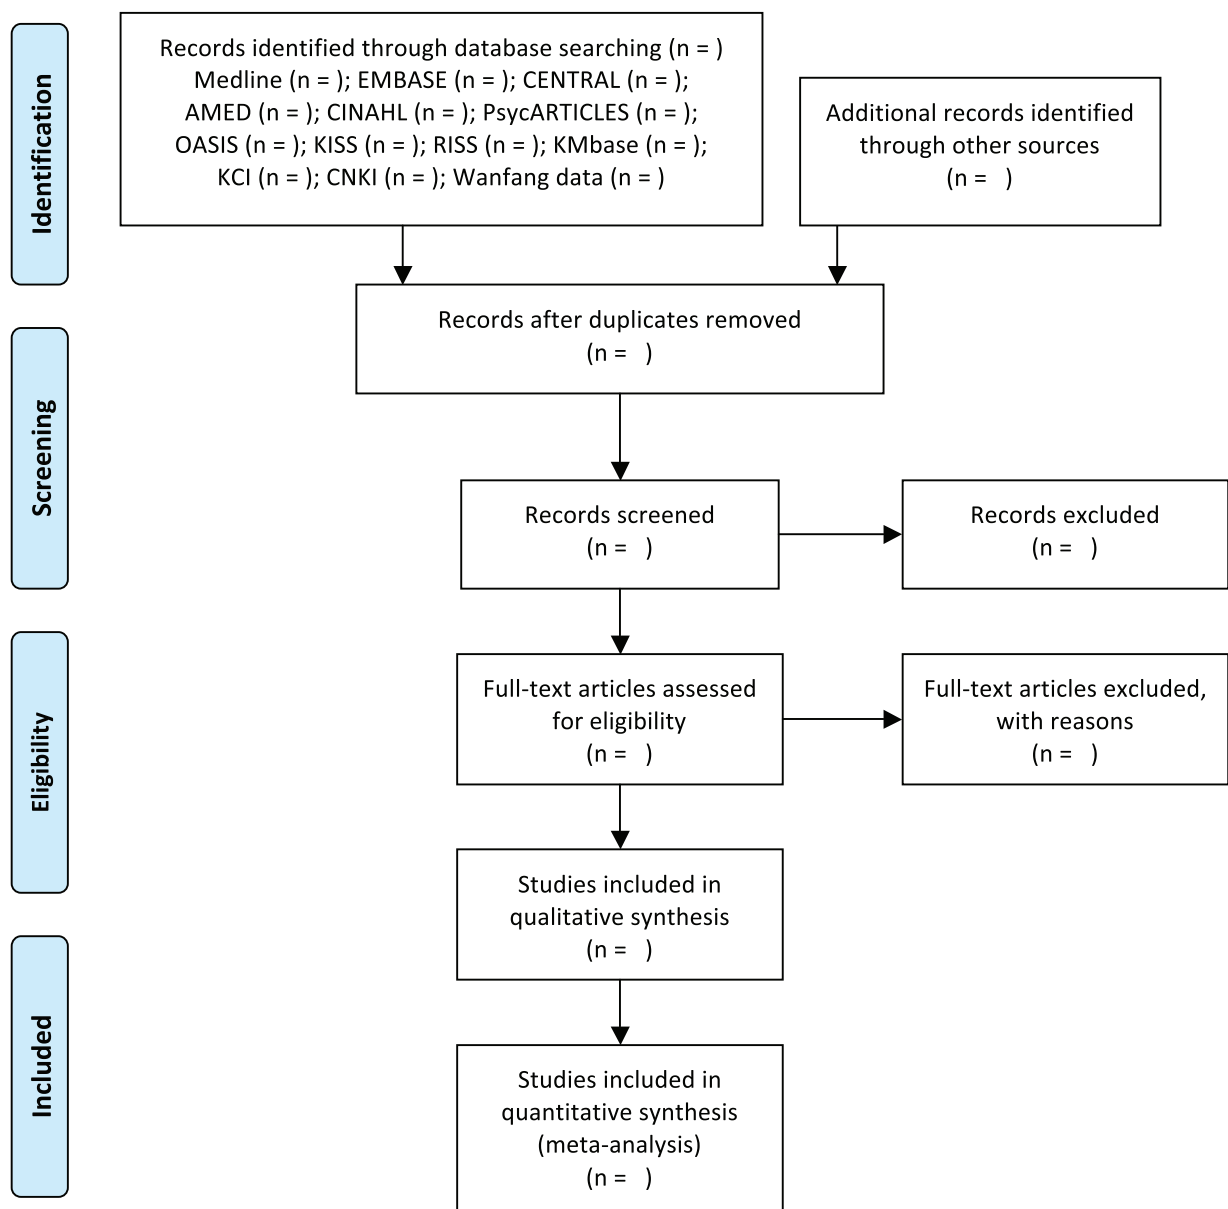 Identification
Records identified through database searching (n = )
Medline (n = ); EMBASE (n = ); CENTRAL (n = );
AMED (n = ); CINAHL (n = ); PsycARTICLES (n = );
OASIS (n = ); KISS (n = ); RISS (n = ); KMbase (n = );
KCI (n = ); CNKI (n = ); Wanfang data (n = )
Additional records identified
through other sources
(n =   )
Records after duplicates removed
(n =   )
Screening
Records screened
(n =   )
Records excluded
(n =   )
Eligibility
Full-text articles assessed
for eligibility
(n =   )
Full-text articles excluded,
with reasons
(n =   )
Studies included in
qualitative synthesis
(n =   )
Included
Studies included in
quantitative synthesis
(meta-analysis)
(n =   )